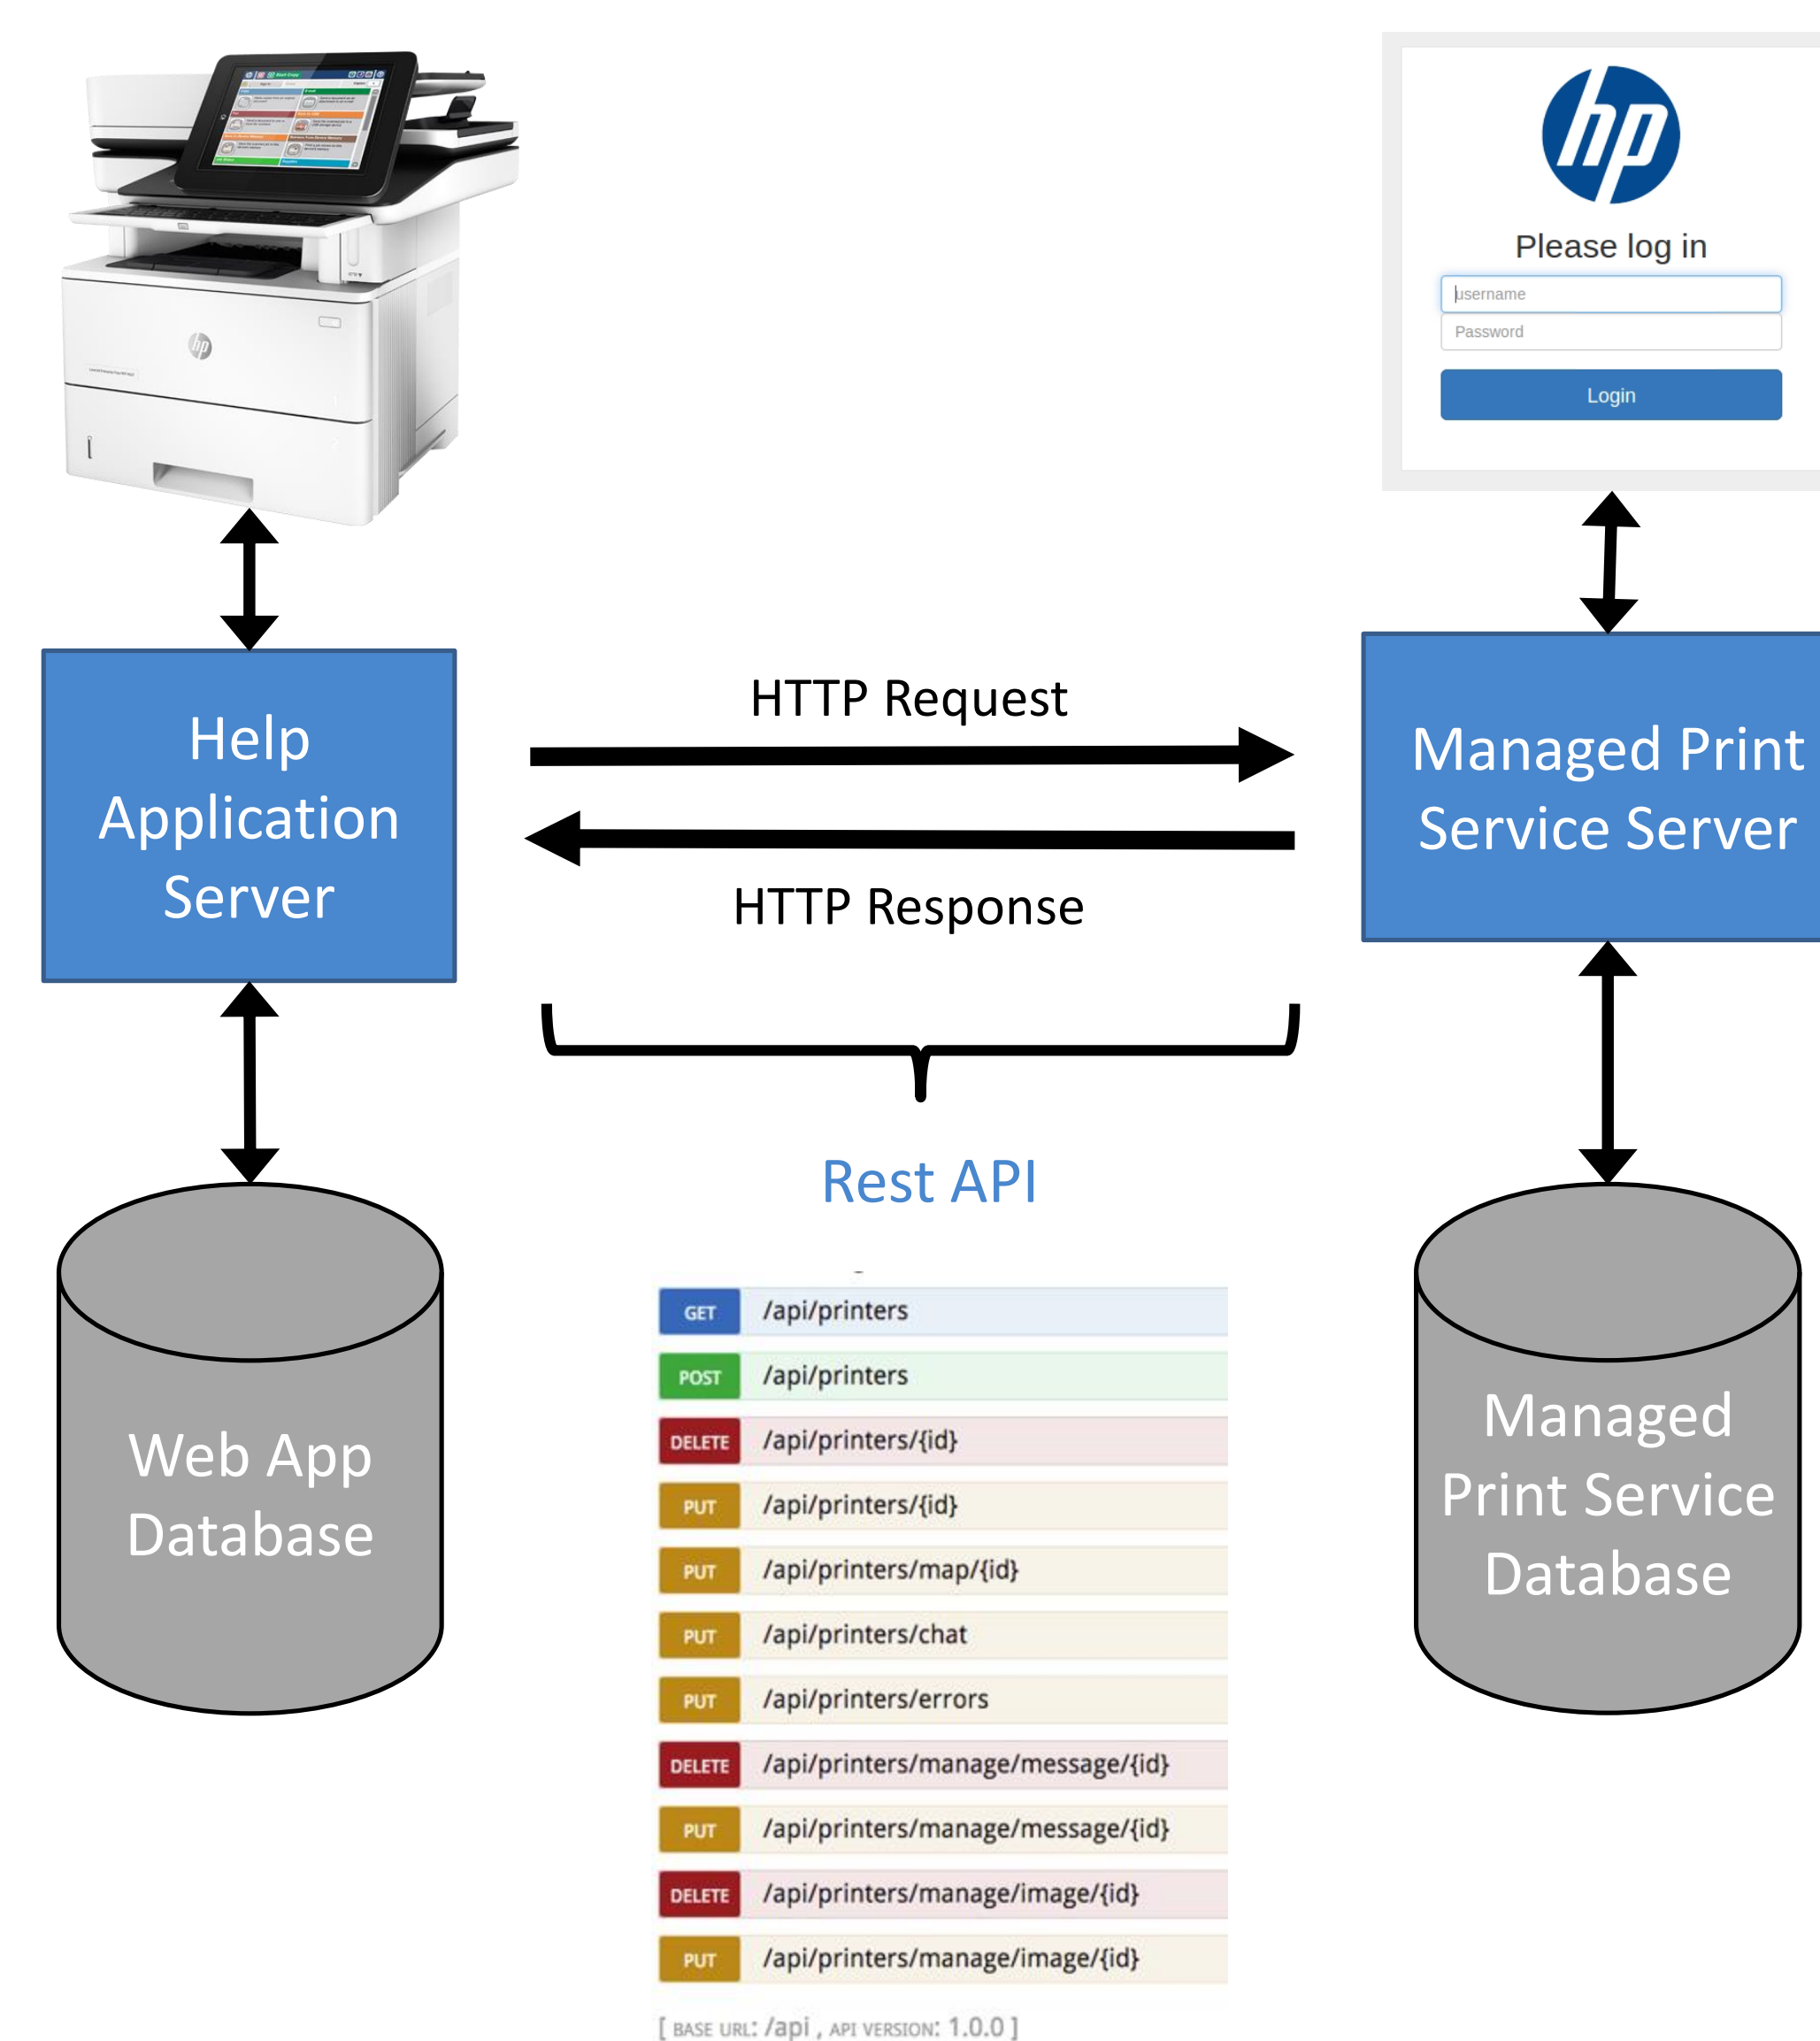 hp
Please log in
username
Password
Login
Help
Application
Server
HTTP Request
HTTP Response
Managed Print
Service Server
Rest API
Web App
Database
GET /api/printers
POST /api/printers
DELETE /api/printers/{id}
PUT /api/printers/{id}
PUT /api/printers/map/{id}
PUT /api/printers/chat
PUT /api/printers/errors
DELETE /api/printers/manage/message/{id}
PUT /api/printers/manage/message/{id}
DELETE /api/printers/manage/image/{id}
PUT /api/printers/manage/image/{id}
[ BASE URL: /api , API VERSION: 1.0.0 ]
Managed
Print Service
Database
hp